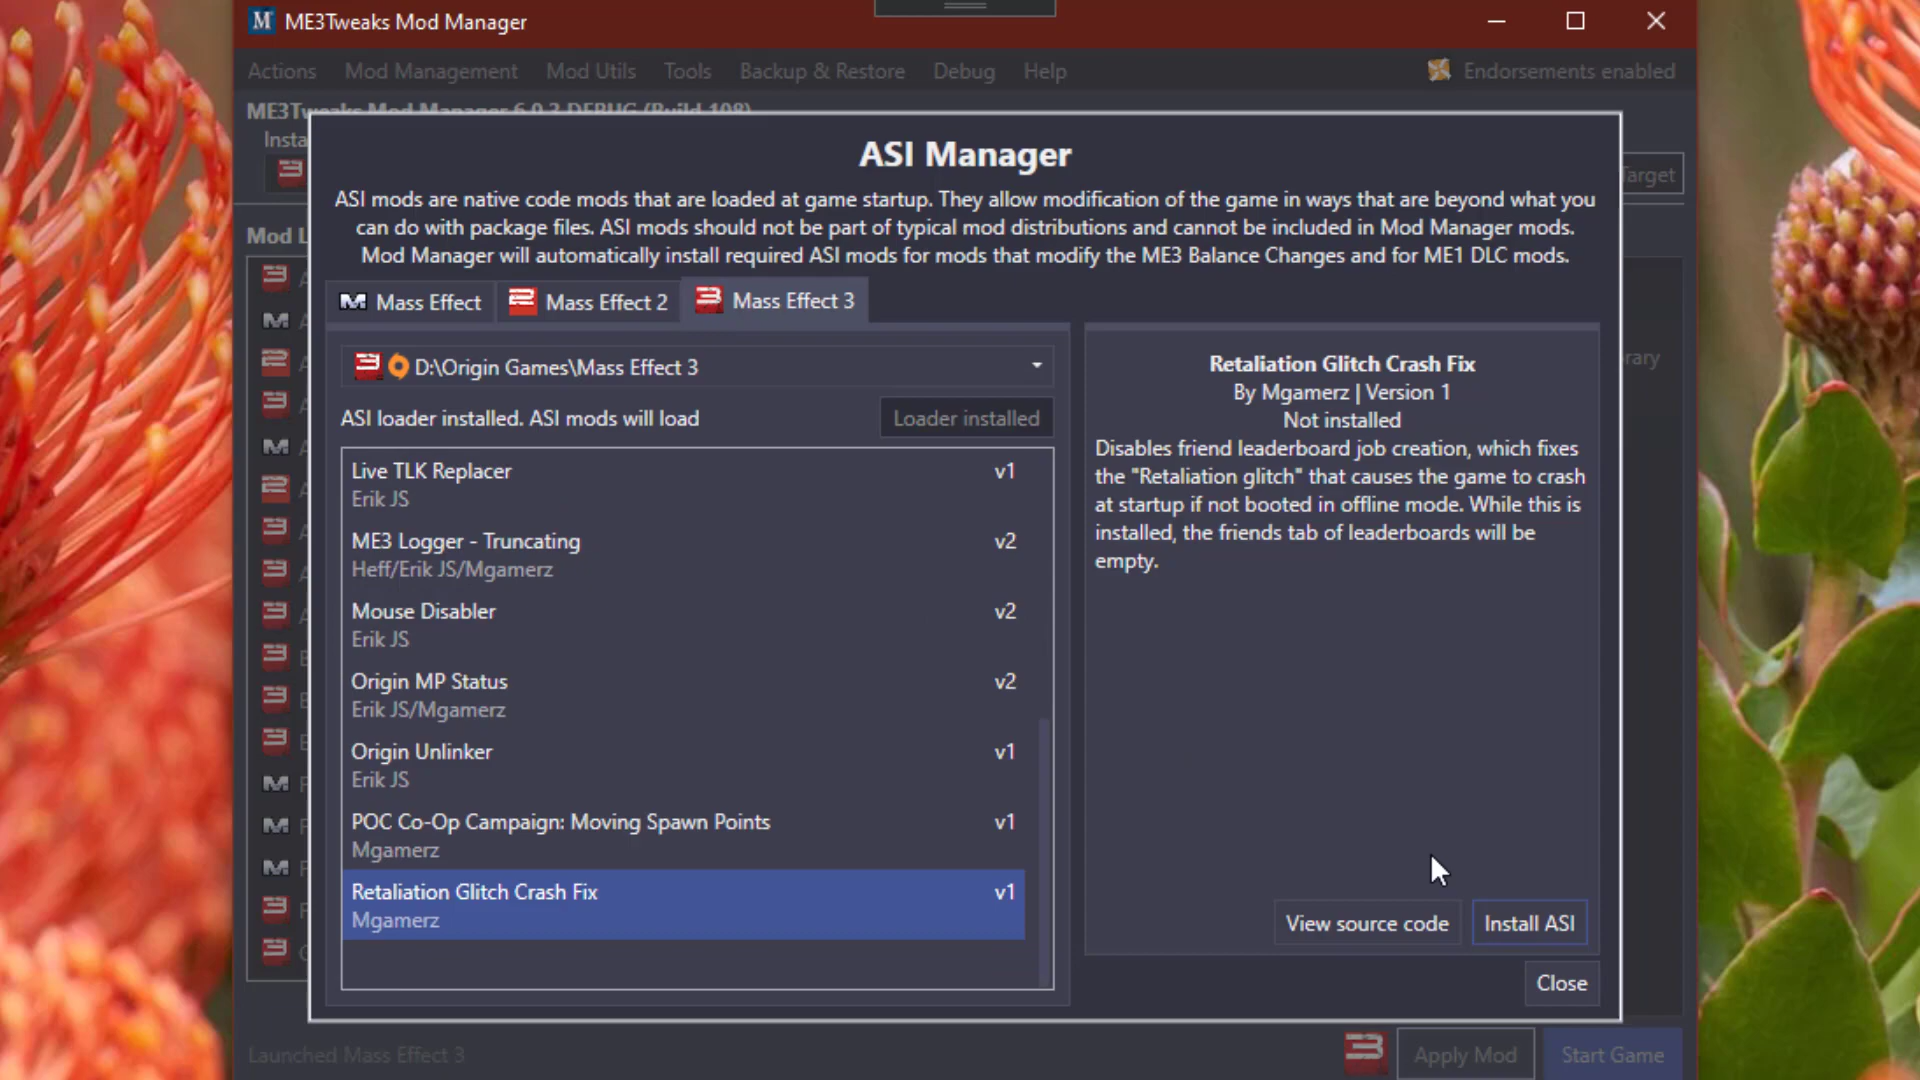 ME3Tweaks Mod Manager
Actions Mod Management Mod Utils Tools Backup & Restore Debug Help Endorsements enabled
ME3Tweaks Mod Manager 6.0.3 DEBUG (Build 108)
Target
Mod L
ASI Manager
ASI mods are native code mods that are loaded at game startup. They allow modification of the game in ways that are beyond what you
can do with package files. ASI mods should not be part of typical mod distributions and cannot be included in Mod Manager mods.
Mod Manager will automatically install required ASI mods for mods that modify the ME3 Balance Changes and for ME1 DLC mods.
Mass Effect Mass Effect 2 Mass Effect 3
D:\Origin Games\Mass Effect 3
ASI loader installed. ASI mods will load Loader installed
Live TLK Replacer v1
Erik JS
ME3 Logger - Truncating v2
Heff/Erik JS/Mgamerz
Mouse Disabler v2
Erik JS
Origin MP Status v2
Erik JS/Mgamerz
Origin Unlinker v1
Erik JS
POC Co-Op Campaign: Moving Spawn Points v1
Mgamerz
Retaliation Glitch Crash Fix v1
Mgamerz
Retaliation Glitch Crash Fix
By Mgamerz | Version 1
Not installed
Disables friend leaderboard job creation, which fixes
the "Retaliation glitch" that causes the game to crash
at startup if not booted in offline mode. While this is
installed, the friends tab of leaderboards will be
empty.
View source code Install ASI
Close
Launched Mass Effect 3 Apply Mod Start Game